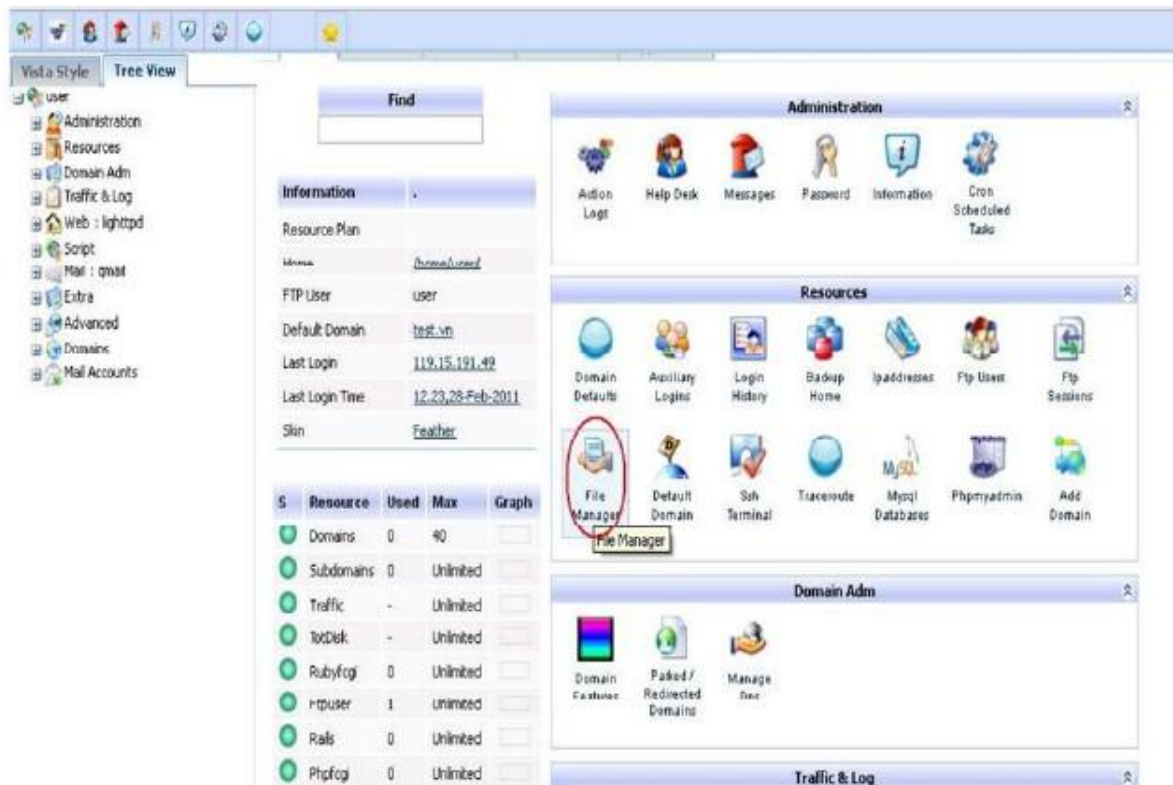 Vista Style Tree View
user
Administration
Resources
Domain Adm
Traffic & Log
Web : lighttpd
Script
Mail : qmail
Extra
Advanced
Domains
Mail Accounts
Find
Information .
Resource Plan
Home /home/user/
FTP User user
Default Domain test.vn
Last Login 119.15.191.49
Last Login Time 12.23,28-Feb-2011
Skin Feather
S Resource Used Max Graph
Domains 0 40
Subdomains 0 Unlimited
Traffic - Unlimited
TotDisk - Unlimited
Rubyfcgi 0 Unlimited
Ftpuser 1 Unlimited
Rails 0 Unlimited
Phpfcgi 0 Unlimited
Administration
Action Logs
Help Desk
Messages
Password
Information
Cron Scheduled Tasks
Resources
Domain Defaults
Auxiliary Logins
Login History
Backup Home
Ipaddresses
Ftp Users
Ftp Sessions
File Manager
Default Domain
Ssh Terminal
Traceroute
MySQL
Mysql Databases
Phpmyadmin
Add Domain
File Manager
Domain Adm
Domain Features
Parked / Redirected Domains
Manage Dns
Traffic & Log